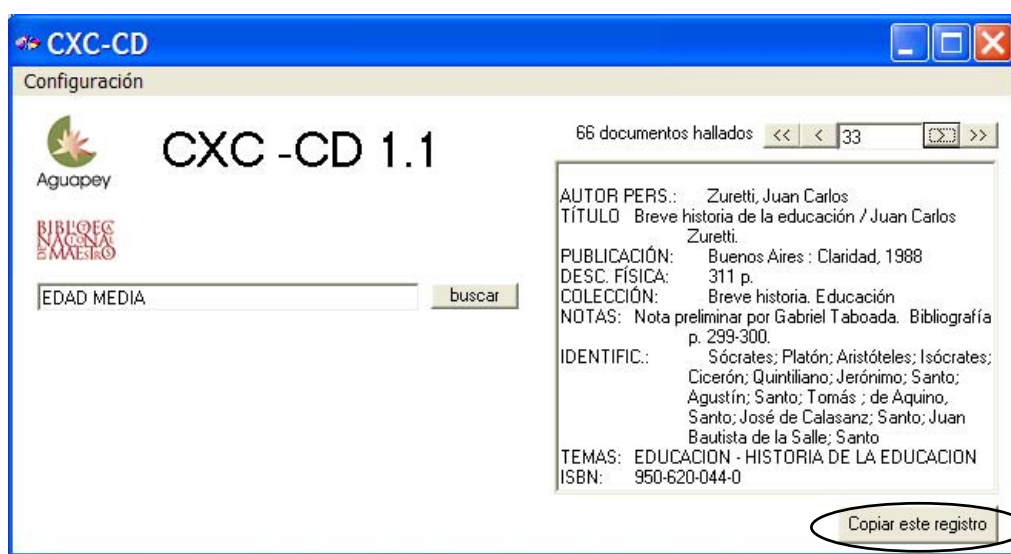 CXC-CD
Configuración
Aguapey
CXC -CD 1.1
BIBLIOTECA
NACIONAL
DE MAESTROS
EDAD MEDIA
buscar
66 documentos hallados << < 33 > >>
AUTOR PERS.: Zuretti, Juan Carlos
TÍTULO Breve historia de la educación / Juan Carlos
Zuretti.
PUBLICACIÓN: Buenos Aires : Claridad, 1988
DESC. FÍSICA: 311 p.
COLECCIÓN: Breve historia. Educación
NOTAS: Nota preliminar por Gabriel Taboada. Bibliografía
p. 299-300.
IDENTIFIC.: Sócrates; Platón; Aristóteles; Isócrates;
Cicerón; Quintiliano; Jerónimo; Santo;
Agustín; Santo; Tomás ; de Aquino,
Santo; José de Calasanz; Santo; Juan
Bautista de la Salle; Santo
TEMAS: EDUCACION - HISTORIA DE LA EDUCACION
ISBN: 950-620-044-0
Copiar este registro